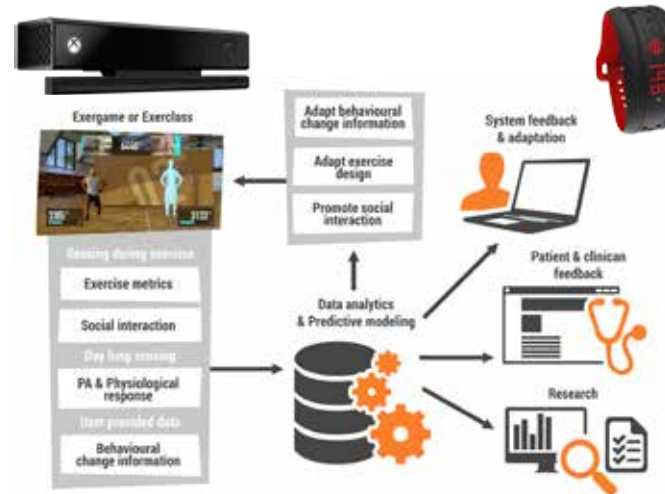 Exergame or Exerclass
Sensing during exercise
Exercise metrics
Social interaction
Day long sensing
PA & Physiological
response
User provided data
Behavioural
change information
Adapt behavioural
change information
Adapt exercise
design
Promote social
interaction
Data analytics
& Predictive modeling
System feedback
& adaptation
Patient & clinican
feedback
Research